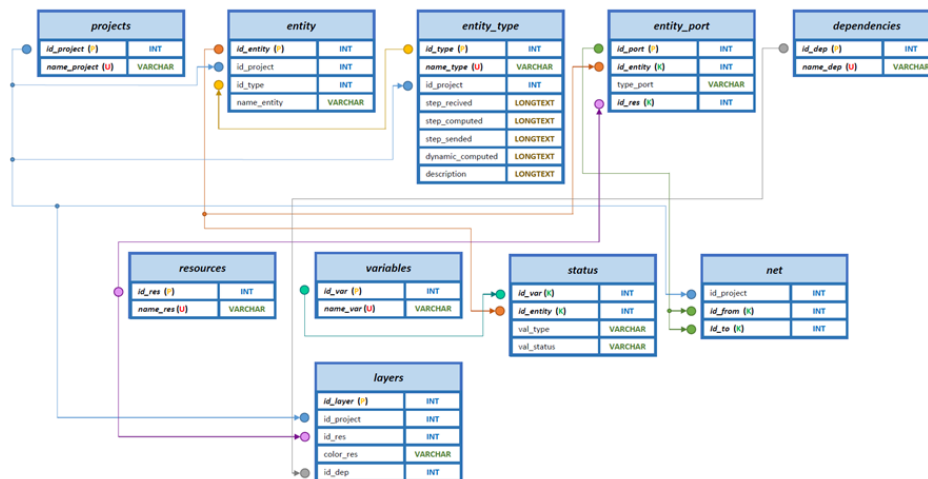 projects
id_project (P) INT
name_project (U) VARCHAR
entity
id_entity (P) INT
id_project INT
id_type INT
name_entity VARCHAR
entity_type
id_type (P) INT
name_type (U) VARCHAR
id_project INT
step_recived LONGTEXT
step_computed LONGTEXT
step_sended LONGTEXT
dynamic_computed LONGTEXT
description LONGTEXT
entity_port
id_port (P) INT
id_entity (K) INT
type_port VARCHAR
id_res (K) INT
dependencies
id_dep (P) INT
name_dep (U) VARCHAR
resources
id_res (P) INT
name_res (U) VARCHAR
variables
id_var (P) INT
name_var (U) VARCHAR
status
id_var (K) INT
id_entity (K) INT
val_type VARCHAR
val_status VARCHAR
net
id_project INT
id_from (K) INT
id_to (K) INT
layers
id_layer (P) INT
id_project INT
id_res INT
color_res VARCHAR
id_dep INT